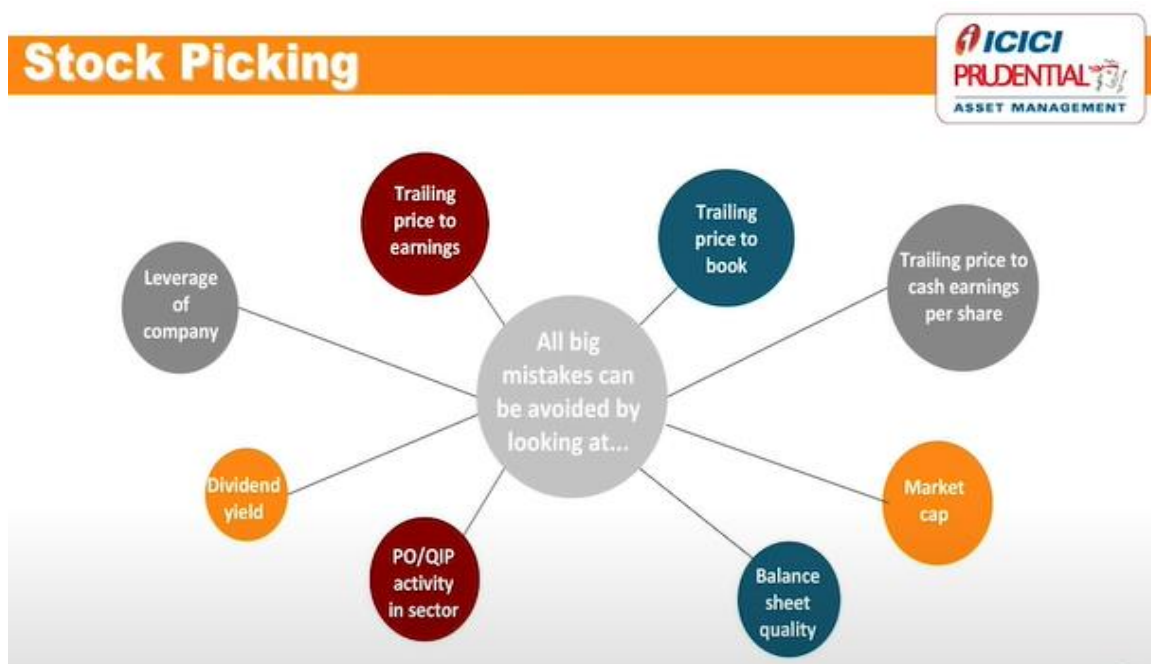 Stock Picking
ICICI
PRUDENTIAL
ASSET MANAGEMENT
Trailing
price to
earnings
Trailing
price to
book
Trailing price to
cash earnings
per share
Leverage
of
company
All big
mistakes can
be avoided by
looking at...
Dividend
yield
Market
cap
PO/QIP
activity
in sector
Balance
sheet
quality